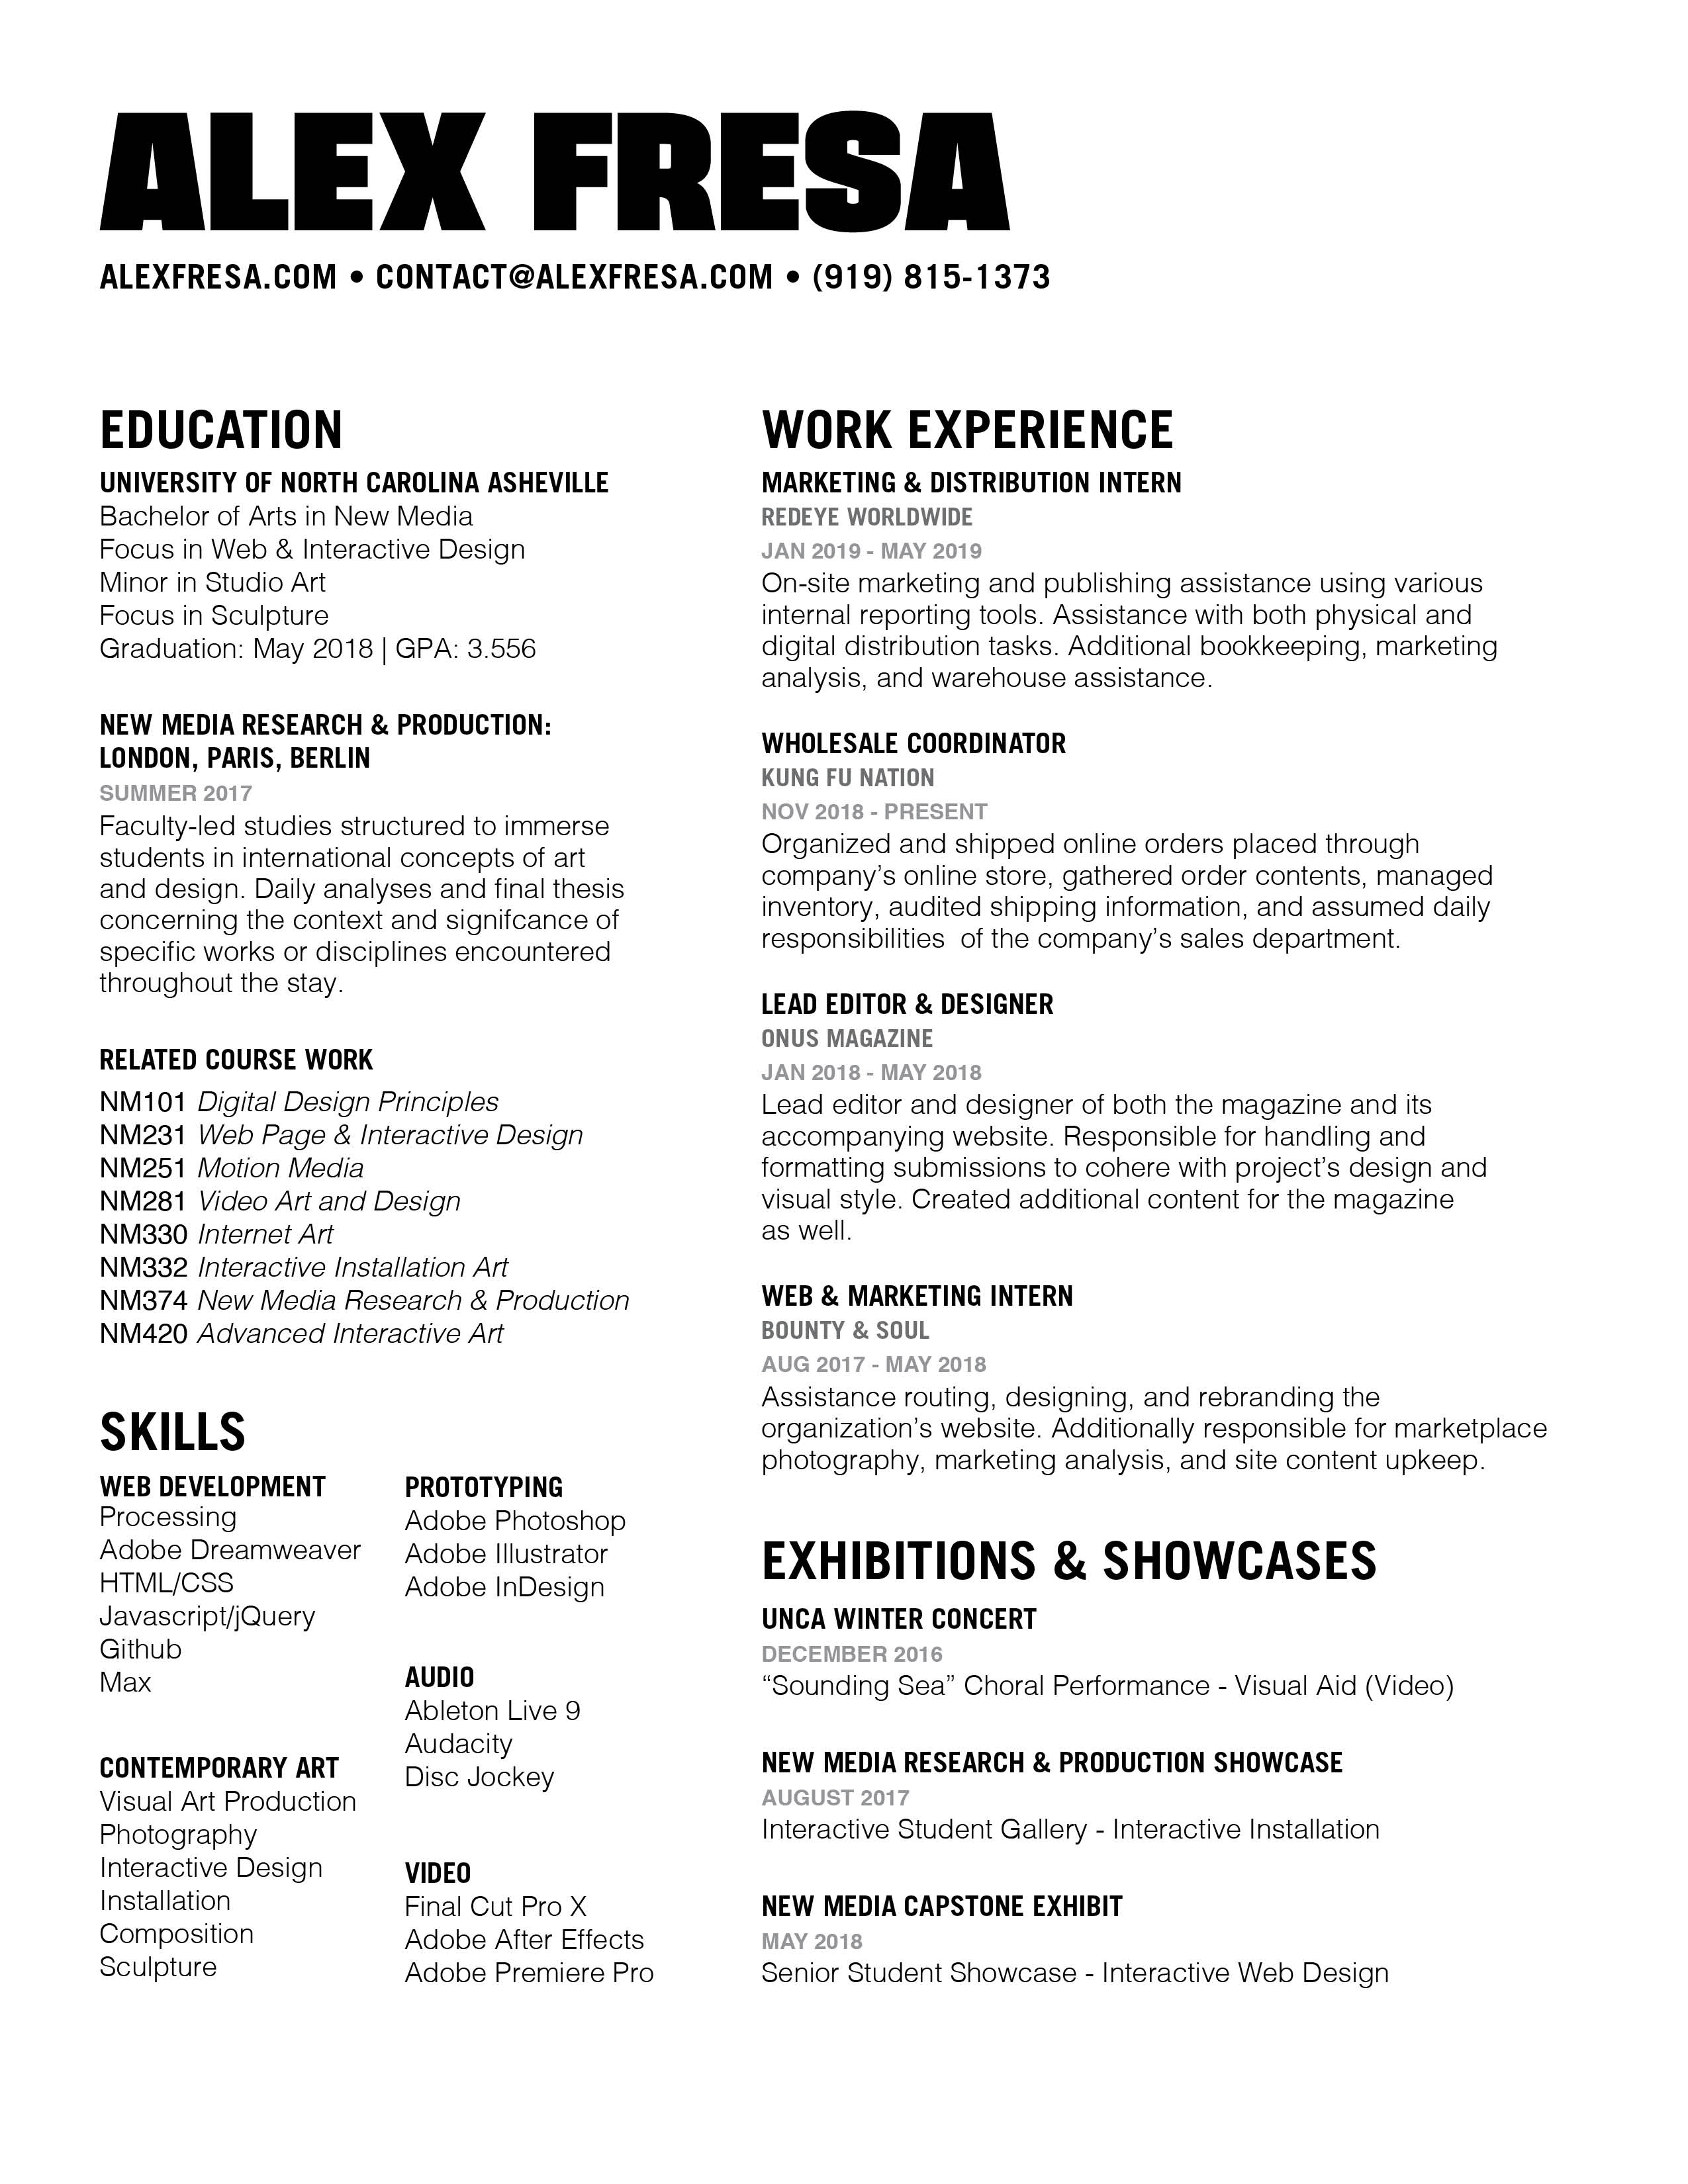 ALEX FRESA
ALEXFRESA.COM • CONTACT@ALEXFRESA.COM • (919) 815-1373
EDUCATION
UNIVERSITY OF NORTH CAROLINA ASHEVILLE
Bachelor of Arts in New Media
Focus in Web & Interactive Design
Minor in Studio Art
Focus in Sculpture
Graduation: May 2018 | GPA: 3.556
NEW MEDIA RESEARCH & PRODUCTION:
LONDON, PARIS, BERLIN
SUMMER 2017
Faculty-led studies structured to immerse
students in international concepts of art
and design. Daily analyses and final thesis
concerning the context and signifcance of
specific works or disciplines encountered
throughout the stay.
RELATED COURSE WORK
NM101 Digital Design Principles
NM231 Web Page & Interactive Design
NM251 Motion Media
NM281 Video Art and Design
NM330 Internet Art
NM332 Interactive Installation Art
NM374 New Media Research & Production
NM420 Advanced Interactive Art
SKILLS
WEB DEVELOPMENT
Processing
Adobe Dreamweaver
HTML/CSS
Javascript/jQuery
Github
Max
CONTEMPORARY ART
Visual Art Production
Photography
Interactive Design
Installation
Composition
Sculpture
PROTOTYPING
Adobe Photoshop
Adobe Illustrator
Adobe InDesign
AUDIO
Ableton Live 9
Audacity
Disc Jockey
VIDEO
Final Cut Pro X
Adobe After Effects
Adobe Premiere Pro
WORK EXPERIENCE
MARKETING & DISTRIBUTION INTERN
REDEYE WORLDWIDE
JAN 2019 - MAY 2019
On-site marketing and publishing assistance using various
internal reporting tools. Assistance with both physical and
digital distribution tasks. Additional bookkeeping, marketing
analysis, and warehouse assistance.
WHOLESALE COORDINATOR
KUNG FU NATION
NOV 2018 - PRESENT
Organized and shipped online orders placed through
company’s online store, gathered order contents, managed
inventory, audited shipping information, and assumed daily
responsibilities  of the company’s sales department.
LEAD EDITOR & DESIGNER
ONUS MAGAZINE
JAN 2018 - MAY 2018
Lead editor and designer of both the magazine and its
accompanying website. Responsible for handling and
formatting submissions to cohere with project’s design and
visual style. Created additional content for the magazine
as well.
WEB & MARKETING INTERN
BOUNTY & SOUL
AUG 2017 - MAY 2018
Assistance routing, designing, and rebranding the
organization’s website. Additionally responsible for marketplace
photography, marketing analysis, and site content upkeep.
EXHIBITIONS & SHOWCASES
UNCA WINTER CONCERT
DECEMBER 2016
“Sounding Sea” Choral Performance - Visual Aid (Video)
NEW MEDIA RESEARCH & PRODUCTION SHOWCASE
AUGUST 2017
Interactive Student Gallery - Interactive Installation
NEW MEDIA CAPSTONE EXHIBIT
MAY 2018
Senior Student Showcase - Interactive Web Design